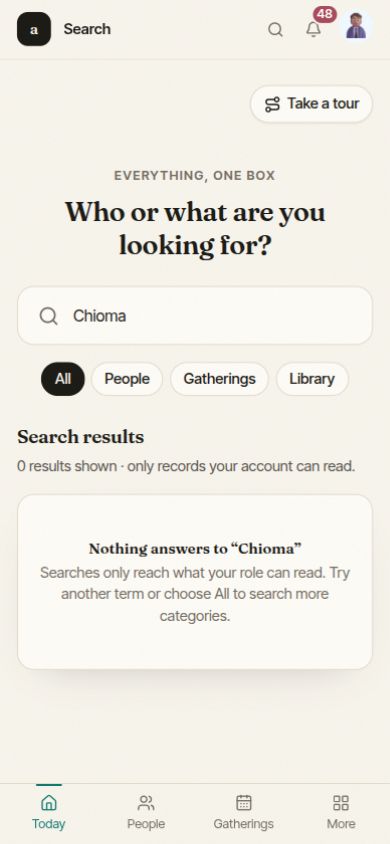 a
Search
48
Take a tour
EVERYTHING, ONE BOX
Who or what are you
looking for?
Chioma
All
People
Gatherings
Library
Search results
0 results shown · only records your account can read.
Nothing answers to “Chioma”
Searches only reach what your role can read. Try
another term or choose All to search more
categories.
Today
People
Gatherings
More